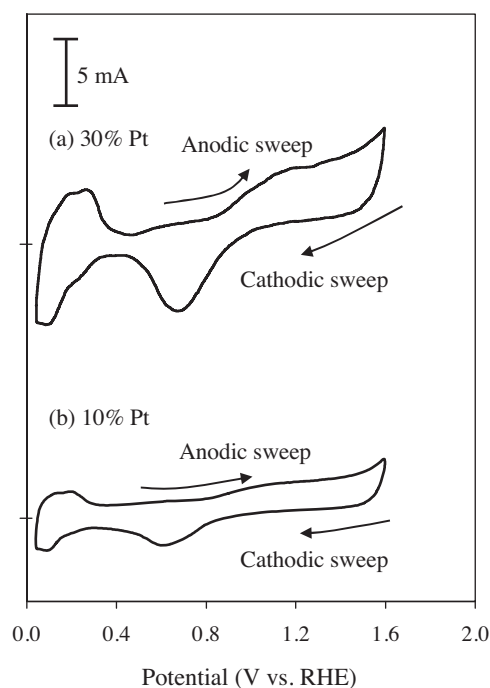 5 mA
(a) 30% Pt
Anodic sweep
Cathodic sweep
(b) 10% Pt
Anodic sweep
Cathodic sweep
0.0 0.4 0.8 1.2 1.6 2.0
Potential (V vs. RHE)